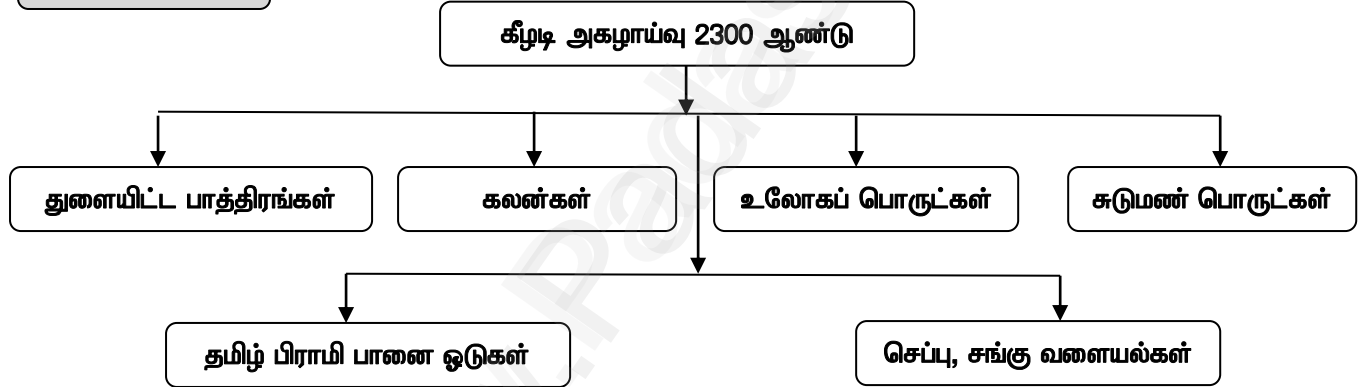 கீழடி அகழாய்வு 2300 ஆண்டு
துளையிட்ட பாத்திரங்கள்
கலன்கள்
உலோகப் பொருட்கள்
சுடுமண் பொருட்கள்
தமிழ் பிராமி பானை ஓடுகள்
செப்பு, சங்கு வளையல்கள்